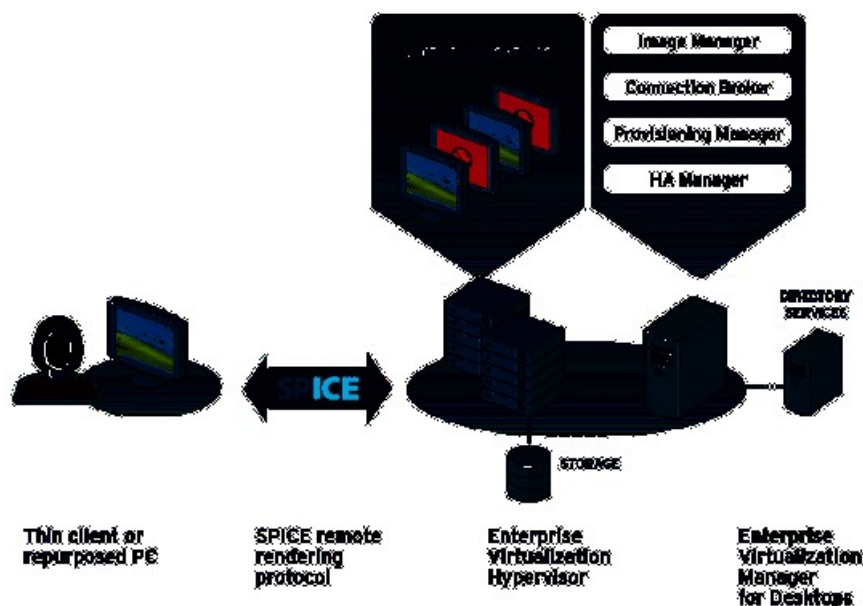 Image Manager
Connection Broker
Provisioning Manager
HA Manager
DIRECTORY
SERVICES
SPICE
STORAGE
Thin client or
repurposed PC
SPICE remote
rendering
protocol
Enterprise
Virtualization
Hypervisor
Enterprise
Virtualization
Manager
for Desktops